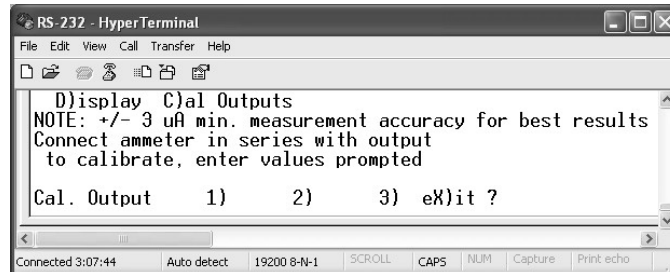 RS-232 - HyperTerminal
File Edit View Call Transfer Help
D)isplay C)al Outputs
NOTE: +/- 3 uA min. measurement accuracy for best results
Connect ammeter in series with output
to calibrate, enter values prompted
Cal. Output 1) 2) 3) eX)it ?
Connected 3:07:44 Auto detect 19200 8-N-1 SCROLL CAPS NUM Capture Print echo